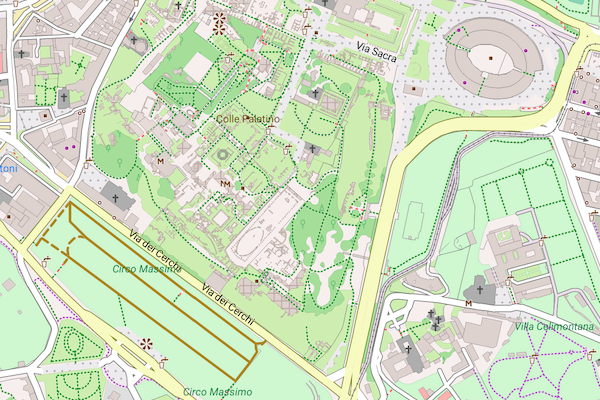 Via Sacra
Colle Palatino
M
M
toni
Via dei Cerchi
Circo Massimo
Via dei Cerchi
M
Villa Celimontana
Circo Massimo